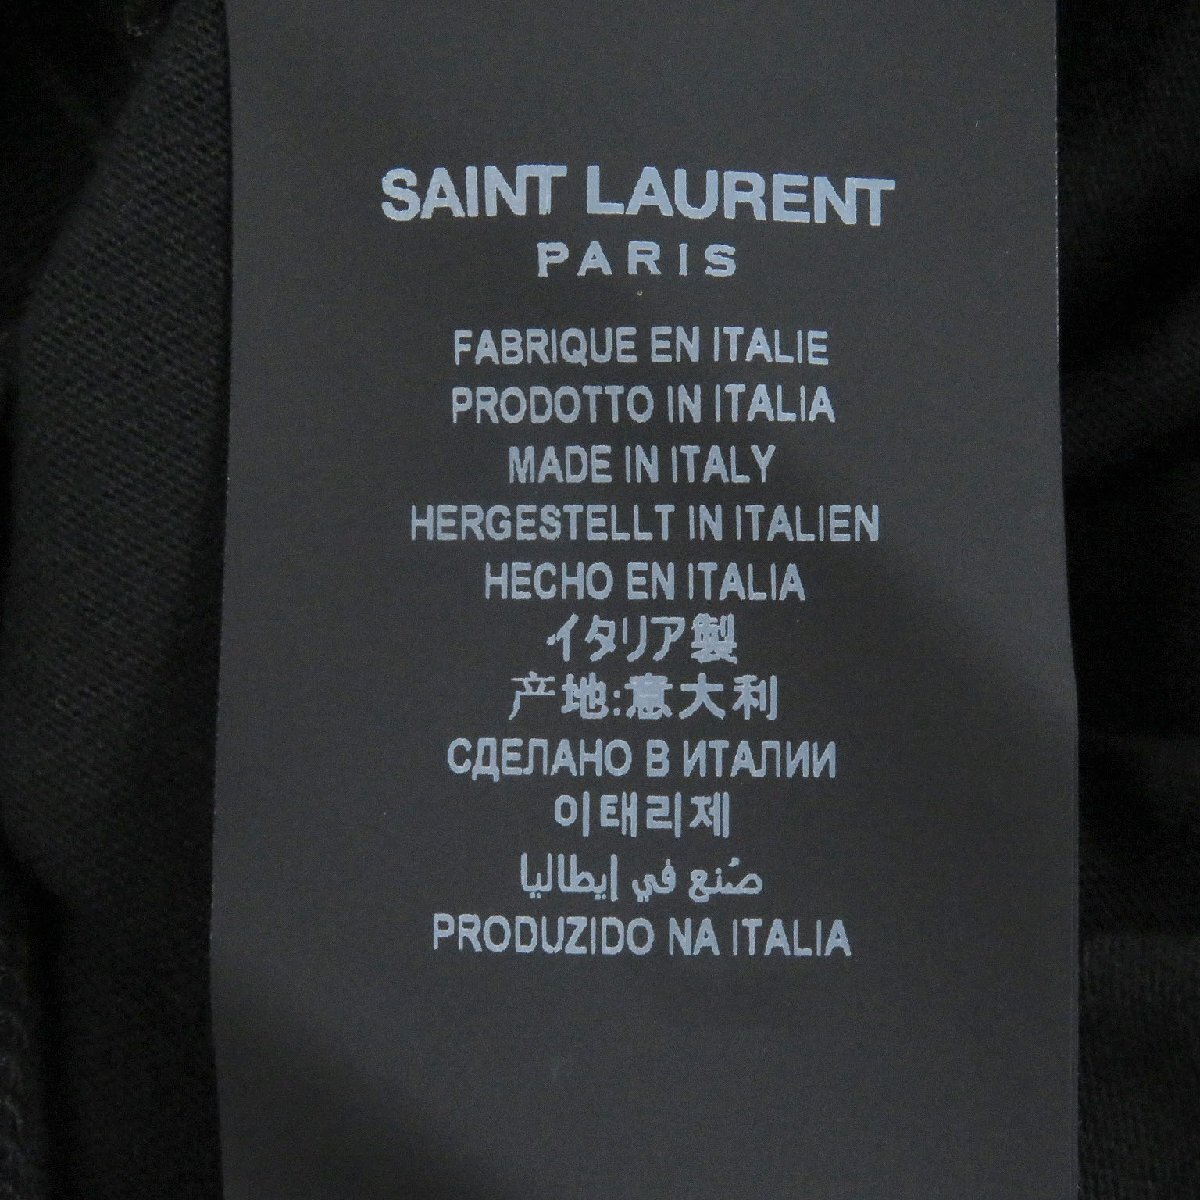 SAINT LAURENT
PARIS
FABRIQUE EN ITALIE
PRODOTTO IN ITALIA
MADE IN ITALY
HERGESTELLT IN ITALIEN
HECHO EN ITALIA
イタリア製
产地:意大利
СДЕЛАНО В ИТАЛИИ
이태리제
صُنع في إيطاليا
PRODUZIDO NA ITALIA